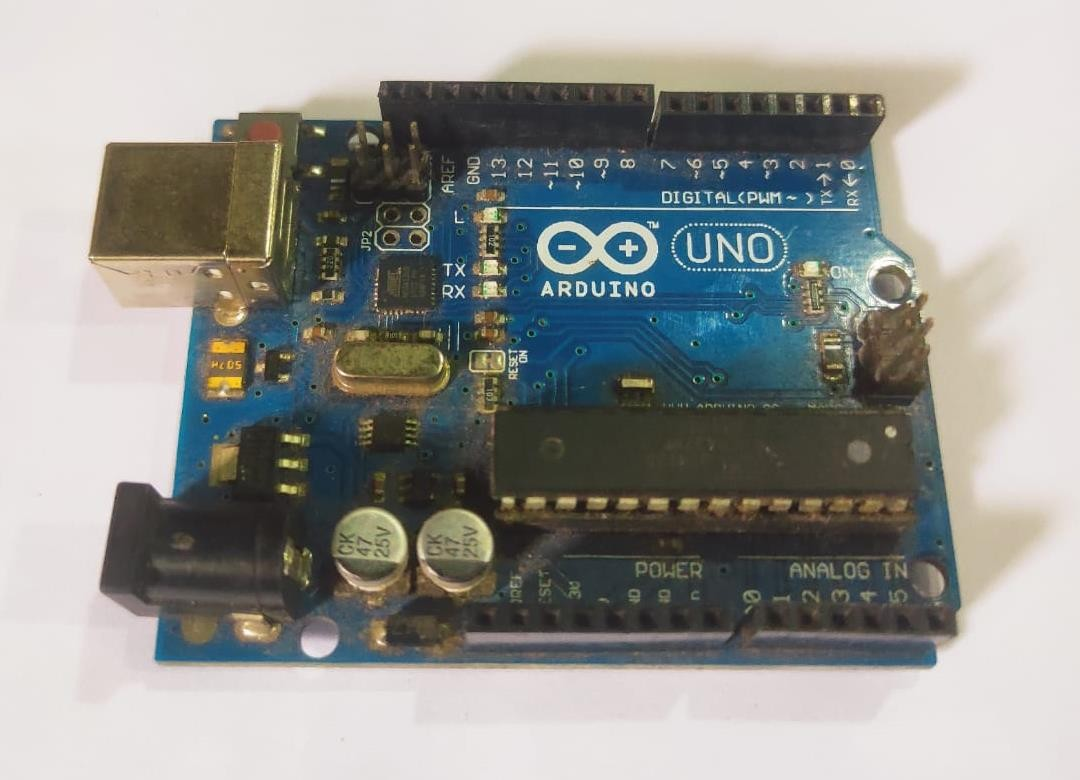 AREF
GND
13
12
~11
~10
~9
8
7
~6
~5
4
~3
2
TX→1
RX←0
DIGITAL(PWM~)
L
JP2
TX
RX
UNO
ON
ARDUINO
RESET
ON
507M
CK
47
25V
CK
47
25V
POWER
ANALOG IN
1
2
3
4
5